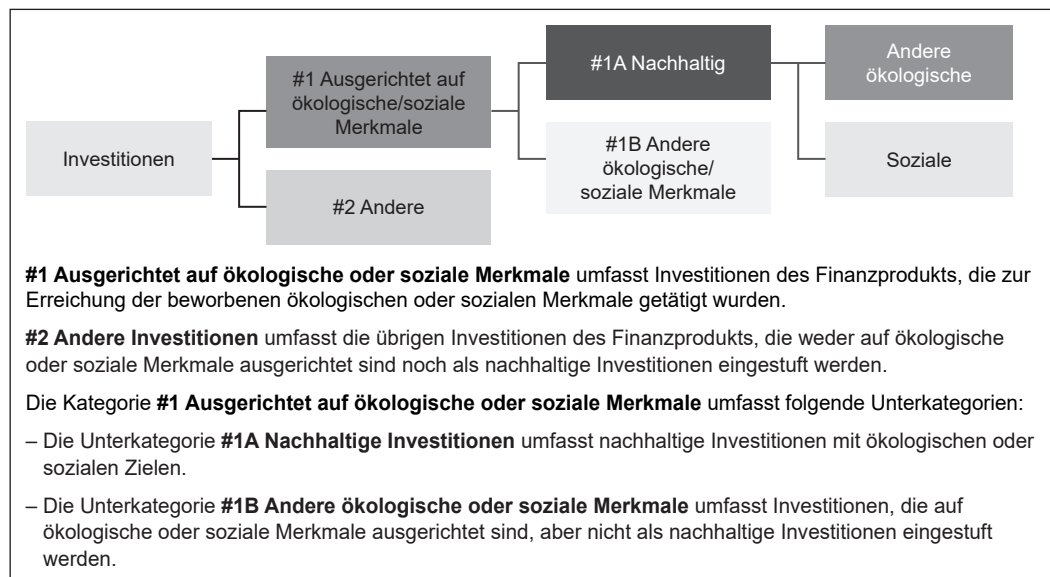 Investitionen
#1 Ausgerichtet auf
ökologische/soziale
Merkmale
#2 Andere
#1A Nachhaltig
#1B Andere
ökologische/
soziale Merkmale
Andere
ökologische
Soziale
#1 Ausgerichtet auf ökologische oder soziale Merkmale umfasst Investitionen des Finanzprodukts, die zur
Erreichung der beworbenen ökologischen oder sozialen Merkmale getätigt wurden.
#2 Andere Investitionen umfasst die übrigen Investitionen des Finanzprodukts, die weder auf ökologische
oder soziale Merkmale ausgerichtet sind noch als nachhaltige Investitionen eingestuft werden.
Die Kategorie #1 Ausgerichtet auf ökologische oder soziale Merkmale umfasst folgende Unterkategorien:
– Die Unterkategorie #1A Nachhaltige Investitionen umfasst nachhaltige Investitionen mit ökologischen oder
sozialen Zielen.
– Die Unterkategorie #1B Andere ökologische oder soziale Merkmale umfasst Investitionen, die auf
ökologische oder soziale Merkmale ausgerichtet sind, aber nicht als nachhaltige Investitionen eingestuft
werden.